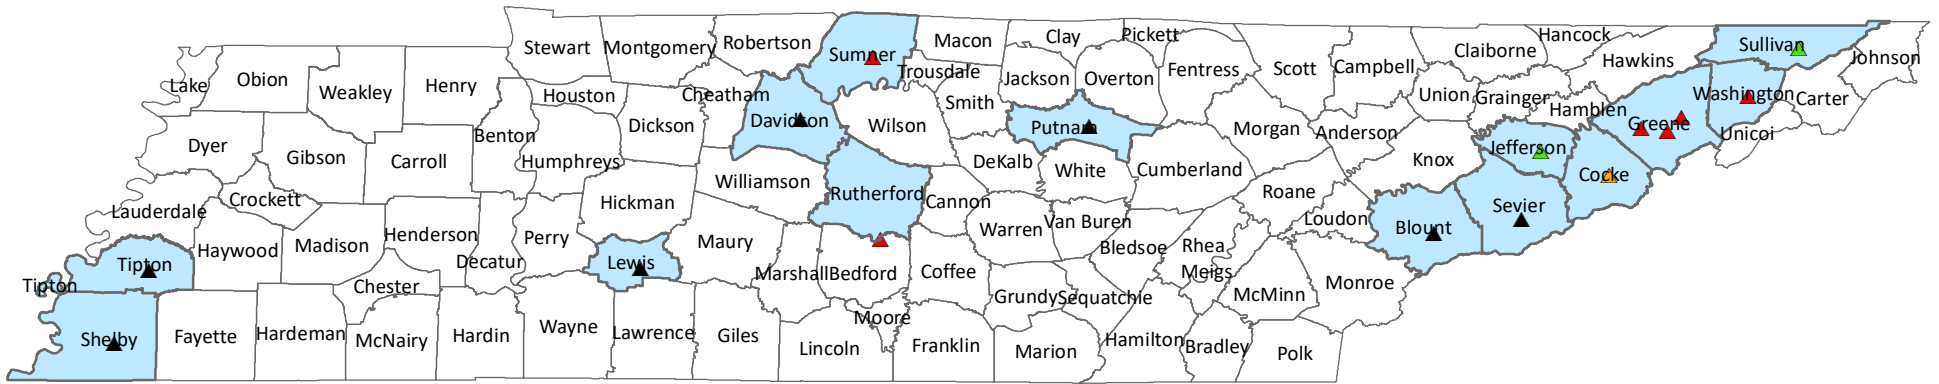 Stewart
Montgomery
Robertson
Sumner
Macon
Clay
Pickett
Hancock
Sullivan
Claiborne
Hawkins
Johnson
Lake
Obion
Weakley
Henry
Houston
Cheatham
Trousdale
Jackson
Overton
Fentress
Scott
Campbell
Union
Grainger
Hamblen
Washington
Carter
Smith
Benton
Dickson
Davidson
Wilson
Putnam
Morgan
Anderson
Greene
Unicoi
Dyer
Gibson
Carroll
Humphreys
DeKalb
White
Cumberland
Knox
Jefferson
Cocke
Williamson
Rutherford
Roane
Lauderdale
Crockett
Hickman
Cannon
Van Buren
Loudon
Blount
Sevier
Haywood
Madison
Henderson
Perry
Maury
Warren
Bledsoe
Rhea
Tipton
Decatur
Lewis
Marshall
Bedford
Coffee
Meigs
Tipton
Chester
Grundy
Sequatchie
McMinn
Monroe
Shelby
Fayette
Hardeman
McNairy
Hardin
Wayne
Lawrence
Giles
Moore
Lincoln
Franklin
Marion
Hamilton
Bradley
Polk